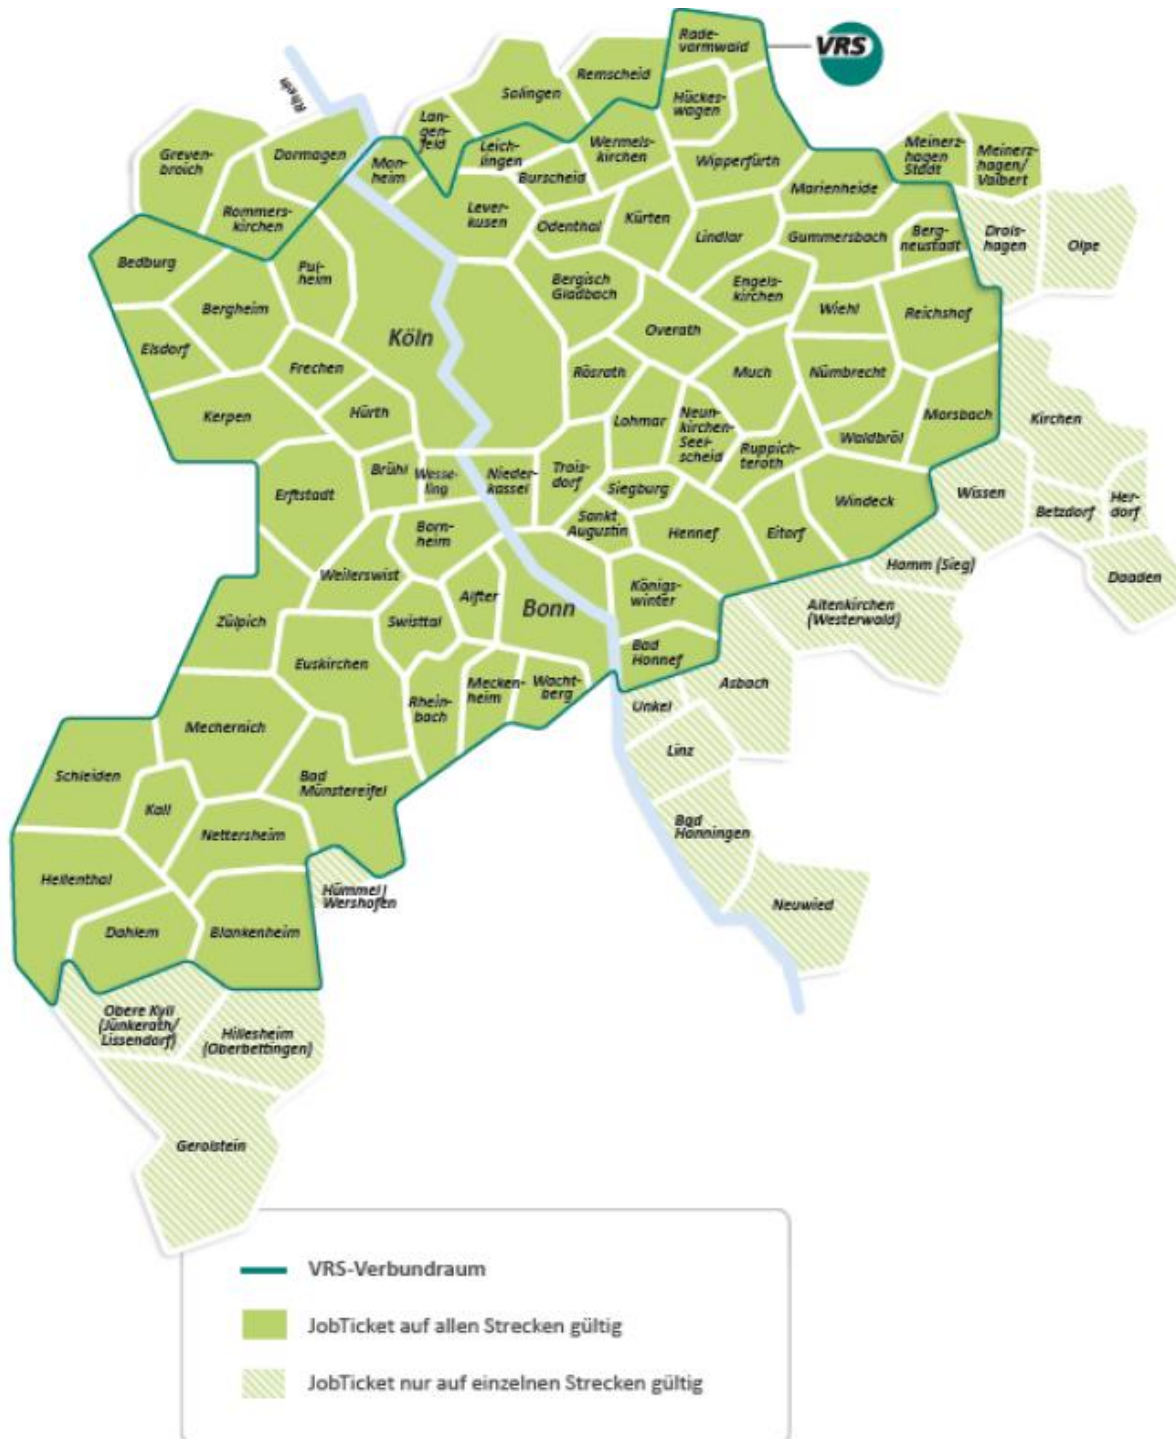 Rade-
vormwald
VRS
Remscheid
Solingen
Rhein
Hückes-
wagen
Lan-
gen-
feld
Leich-
lingen
Wermels-
kirchen
Greven-
broich
Dormagen
Mon-
heim
Burscheid
Wipperfürth
Meinerz-
hagen
Stadt
Meinerz-
hagen/
Valbert
Marienheide
Rommers-
kirchen
Lever-
kusen
Odenthal
Kürten
Lindlar
Gummersbach
Berg-
neustadt
Drols-
hagen
Olpe
Bedburg
Pul-
heim
Bergisch
Gladbach
Engels-
kirchen
Bergheim
Wiehl
Reichshof
Köln
Overath
Elsdorf
Frechen
Rösrath
Much
Nümbrecht
Kerpen
Hürth
Lohmar
Neun-
kirchen-
Seel-
scheid
Morsbach
Kirchen
Waldbröl
Ruppich-
teroth
Brühl
Wesse-
ling
Nieder-
kassel
Trois-
dorf
Siegburg
Erftstadt
Windeck
Wissen
Betzdorf
Her-
dorf
Sankt
Augustin
Born-
heim
Hennef
Eitorf
Hamm (Sieg)
Daaden
Weilerswist
Königs-
winter
Alfter
Bonn
Altenkirchen
(Westerwald)
Zülpich
Swisttal
Euskirchen
Bad
Honnef
Asbach
Rhein-
bach
Mecken-
heim
Wacht-
berg
Unkel
Mechernich
Linz
Schleiden
Bad
Münstereifel
Kall
Nettersheim
Bad
Hönningen
Hellenthal
Hümmel/
Wershofen
Neuwied
Dahlem
Blankenheim
Obere Kyll
(Jünkerath/
Lissendorf)
Hillesheim
(Oberbettingen)
Gerolstein
VRS-Verbundraum
JobTicket auf allen Strecken gültig
JobTicket nur auf einzelnen Strecken gültig